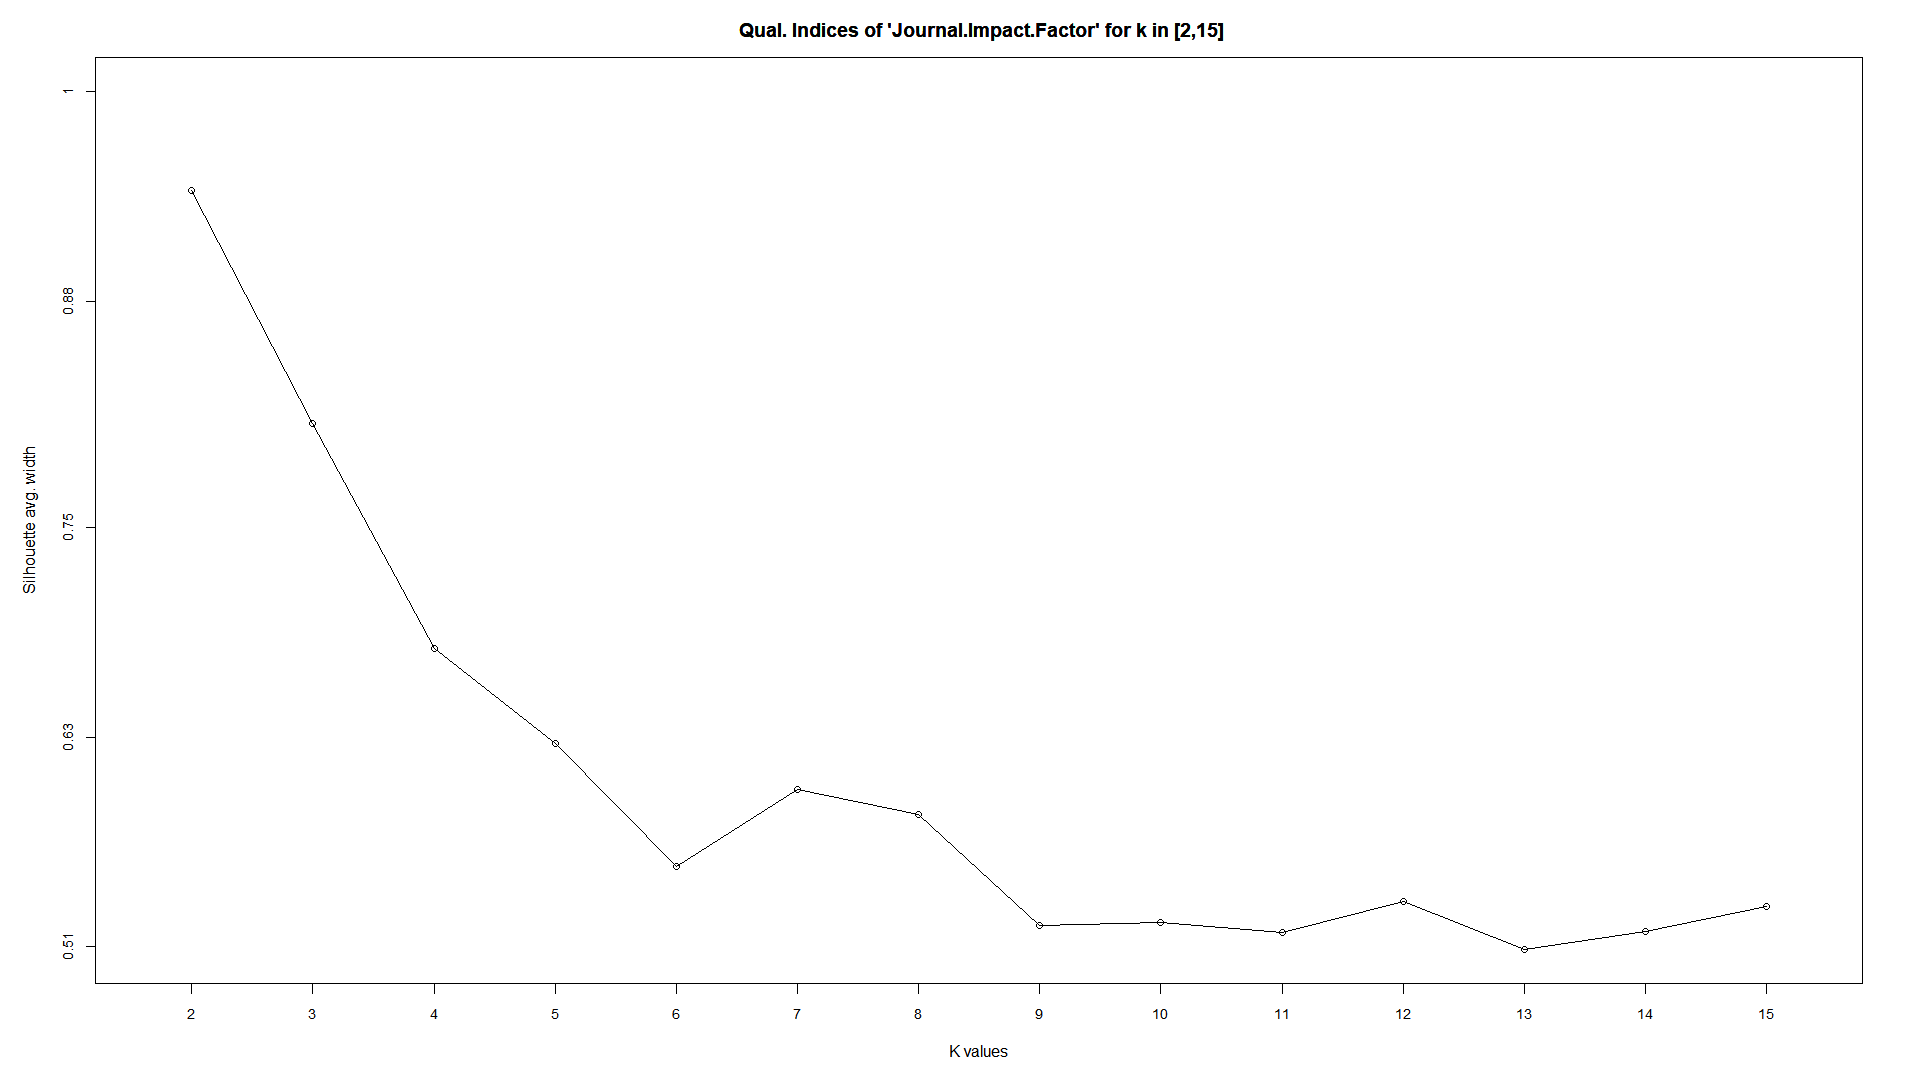 Qual. Indices of 'Journal.Impact.Factor' for k in [2,15]
1
0.88
0.75
0.63
0.51
Silhouette avg. width
2 3 4 5 6 7 8 9 10 11 12 13 14 15
K values